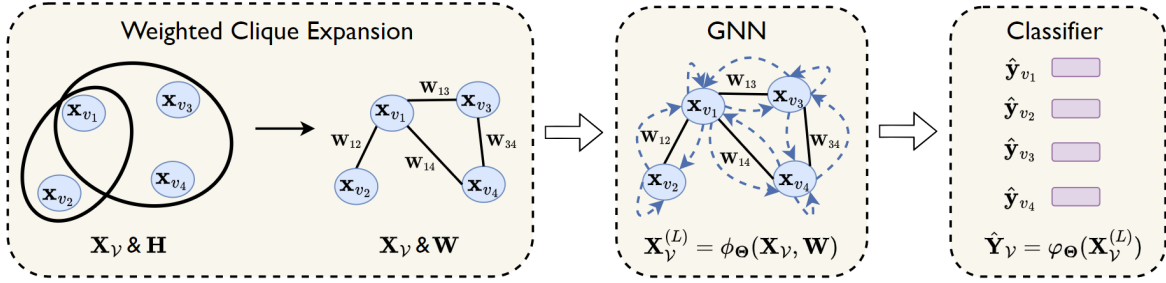 Weighted Clique Expansion
𝐱_{v_1}
𝐱_{v_3}
𝐱_{v_2}
𝐱_{v_4}
𝐗_𝒱 & 𝐇
𝐖_{13}
𝐱_{v_1}
𝐱_{v_3}
𝐖_{12}
𝐖_{14}
𝐖_{34}
𝐱_{v_2}
𝐱_{v_4}
𝐗_𝒱 & 𝐖
GNN
𝐖_{13}
𝐱_{v_1}
𝐱_{v_3}
𝐖_{12}
𝐖_{14}
𝐖_{34}
𝐱_{v_2}
𝐱_{v_4}
𝐗_𝒱^{(L)} = ϕ_𝚯(𝐗_𝒱, 𝐖)
Classifier
ŷ_{v_1}
ŷ_{v_2}
ŷ_{v_3}
ŷ_{v_4}
Ŷ_𝒱 = φ_𝚯(𝐗_𝒱^{(L)})